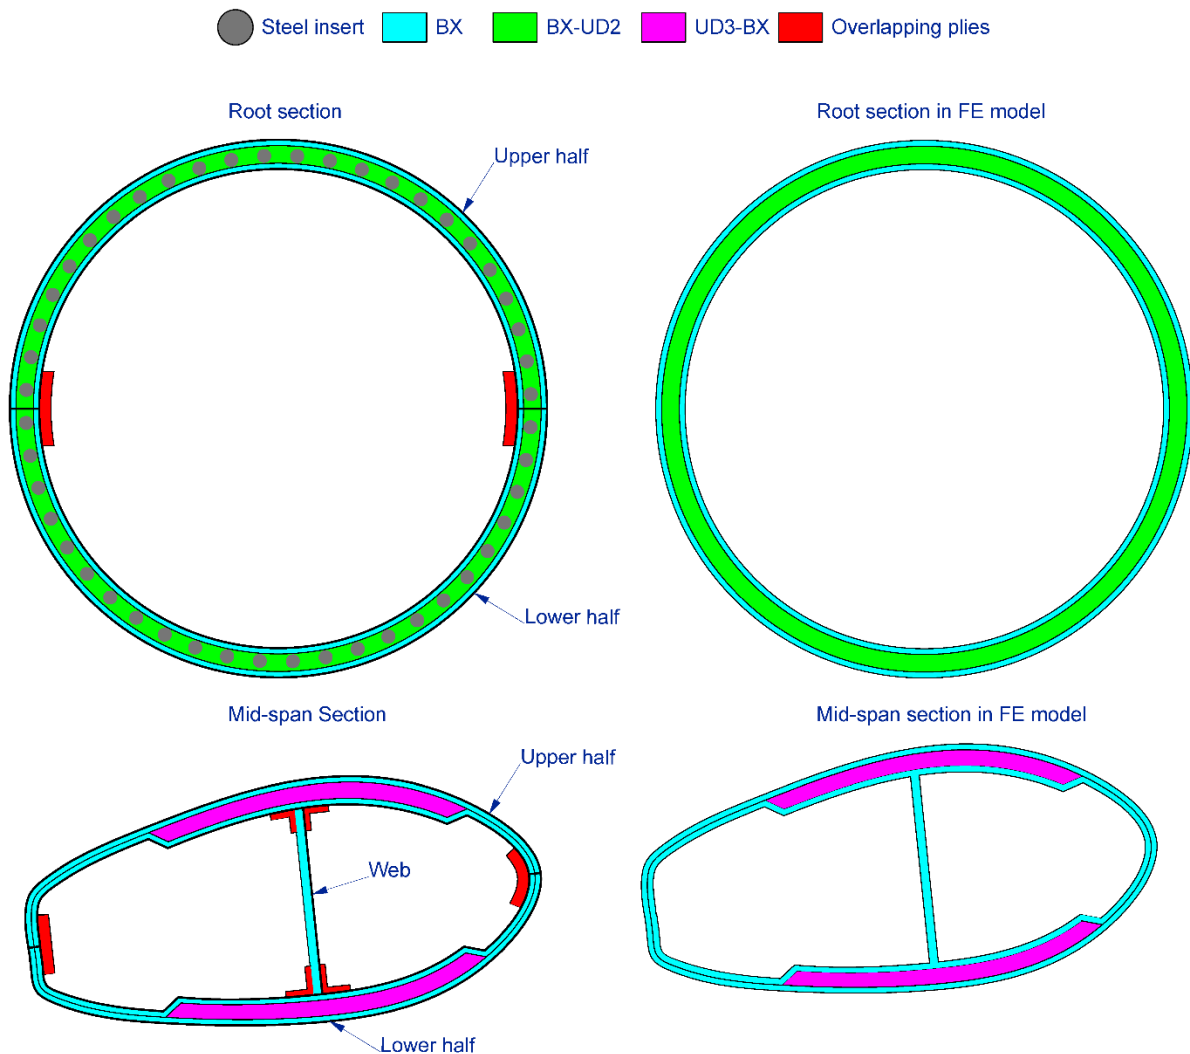 Steel insert BX BX-UD2 UD3-BX Overlapping plies
Root section
Root section in FE model
Upper half
Lower half
Mid-span Section
Mid-span section in FE model
Upper half
Web
Lower half